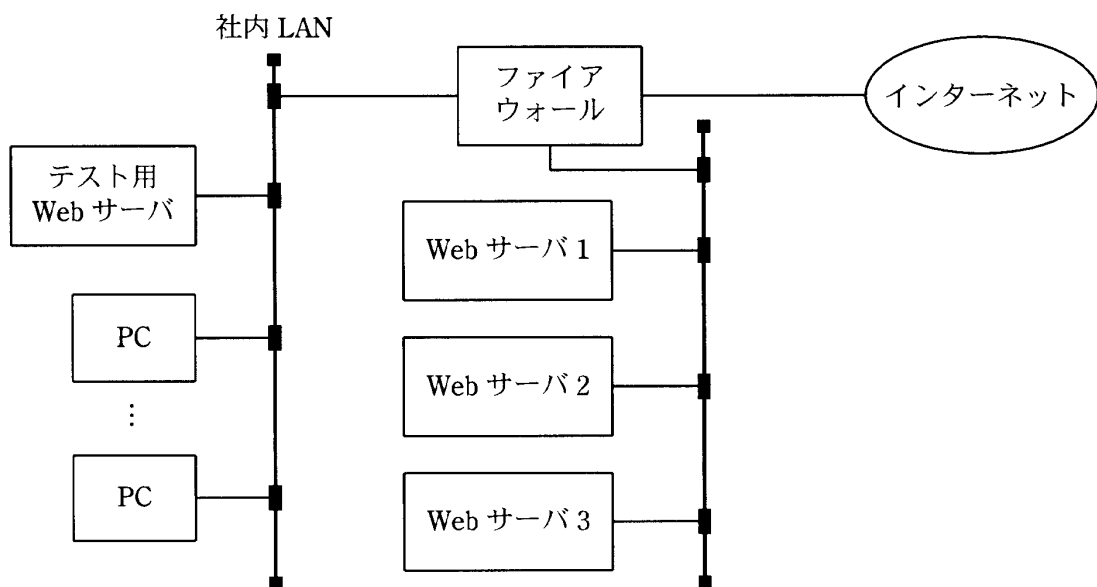 社内 LAN
ファイア
ウォール
インターネット
テスト用
Web サーバ
Web サーバ 1
PC
Web サーバ 2
⋮
PC
Web サーバ 3